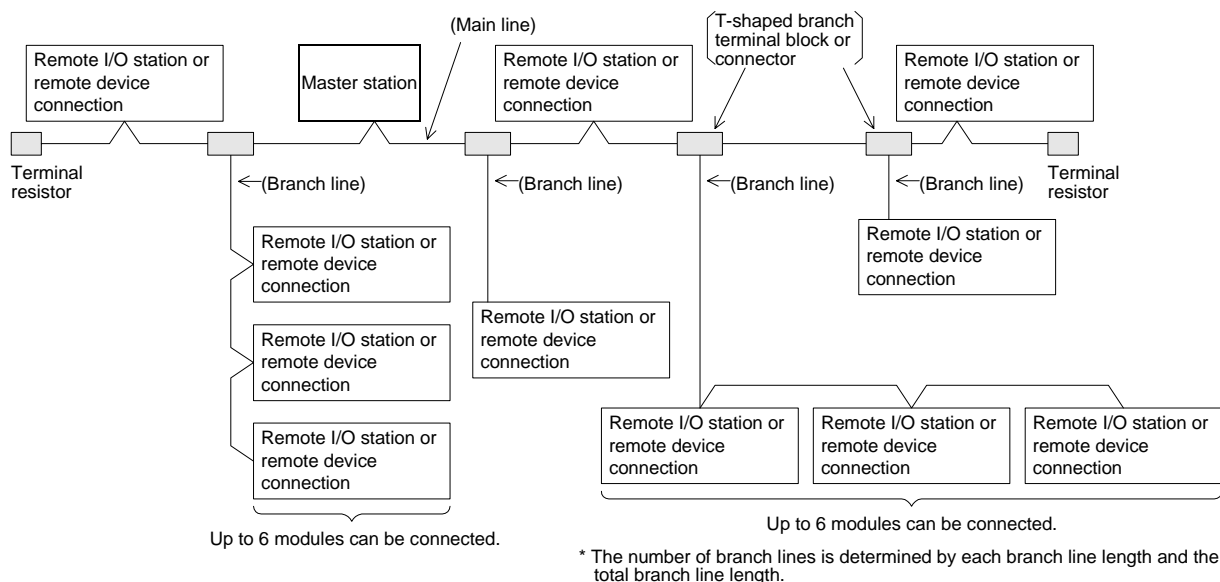 (Main line)
T-shaped branch
terminal block or
connector
Remote I/O station or
remote device
connection
Master station
Remote I/O station or
remote device
connection
Remote I/O station or
remote device
connection
Terminal
resistor
(Branch line)
(Branch line)
(Branch line)
(Branch line)
Terminal
resistor
Remote I/O station or
remote device
connection
Remote I/O station or
remote device
connection
Remote I/O station or
remote device
connection
Remote I/O station or
remote device
connection
Remote I/O station or
remote device
connection
Remote I/O station or
remote device
connection
Remote I/O station or
remote device
connection
Remote I/O station or
remote device
connection
Up to 6 modules can be connected.
Up to 6 modules can be connected.
* The number of branch lines is determined by each branch line length and the
total branch line length.